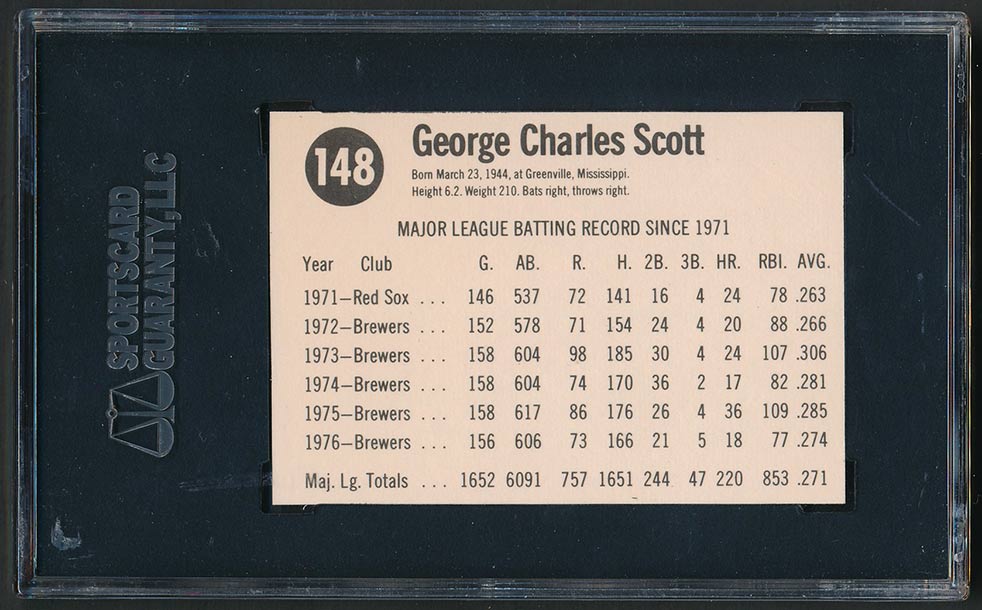 SPORTSCARD
GUARANTY, LLC
148
George Charles Scott
Born March 23, 1944, at Greenville, Mississippi.
Height 6.2. Weight 210. Bats right, throws right.
MAJOR LEAGUE BATTING RECORD SINCE 1971
Year Club G. AB. R. H. 2B. 3B. HR. RBI. AVG.
1971—Red Sox . . . 146 537 72 141 16 4 24 78 .263
1972—Brewers . . . 152 578 71 154 24 4 20 88 .266
1973—Brewers . . . 158 604 98 185 30 4 24 107 .306
1974—Brewers . . . 158 604 74 170 36 2 17 82 .281
1975—Brewers . . . 158 617 86 176 26 4 36 109 .285
1976—Brewers . . . 156 606 73 166 21 5 18 77 .274
Maj. Lg. Totals . . . 1652 6091 757 1651 244 47 220 853 .271